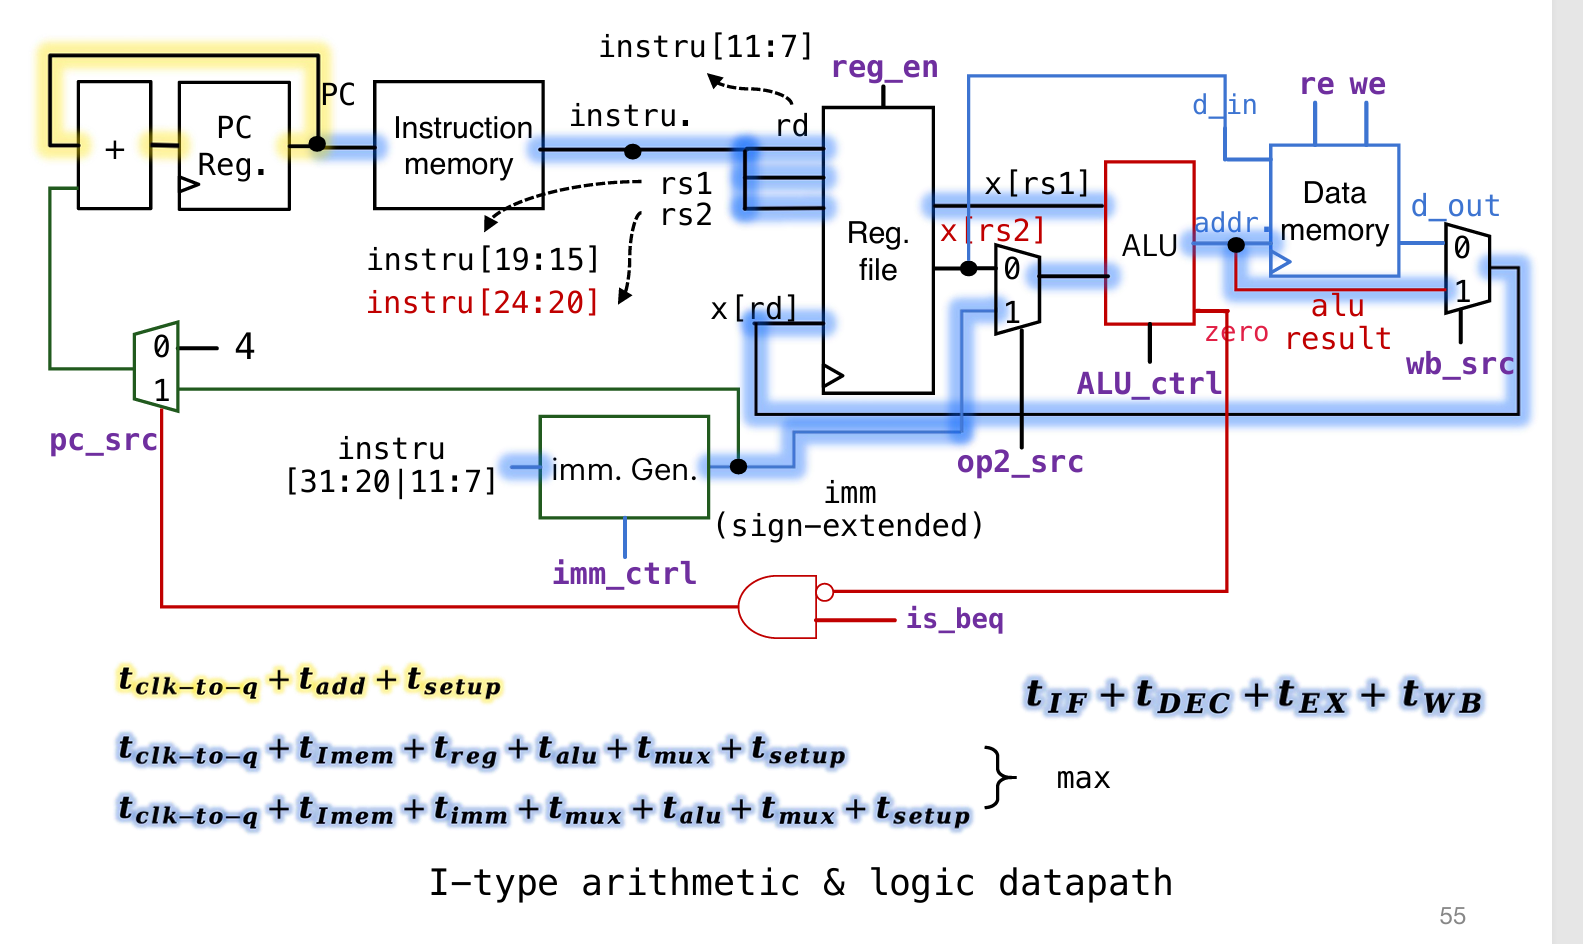 instru[11:7]
reg_en
re we
PC
d_in
instru.
rd
+
PC
Reg.
Instruction
memory
rs1
rs2
x[rs1]
x[rs2]
Reg.
file
ALU
addr.
Data
memory
d_out
0
1
instru[19:15]
instru[24:20]
x[rd]
0
1
zero
alu
result
wb_src
ALU_ctrl
0
4
1
pc_src
instru
[31:20|11:7]
imm. Gen.
op2_src
imm
(sign-extended)
imm_ctrl
is_beq
t_{clk-to-q} + t_{add} + t_{setup}
t_{IF} + t_{DEC} + t_{EX} + t_{WB}
t_{clk-to-q} + t_{Imem} + t_{reg} + t_{alu} + t_{mux} + t_{setup}
max
t_{clk-to-q} + t_{Imem} + t_{imm} + t_{mux} + t_{alu} + t_{mux} + t_{setup}
I-type arithmetic & logic datapath
55